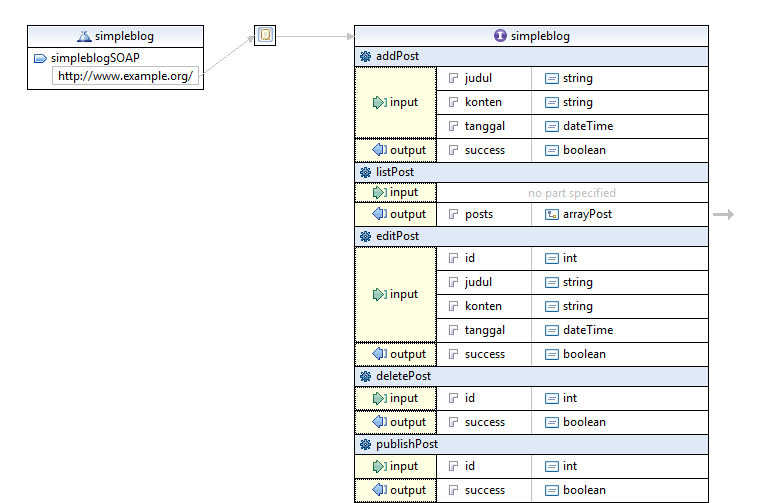 simpleblog
simpleblogSOAP
http://www.example.org/
simpleblog
addPost
input
judul string
konten string
tanggal dateTime
output success boolean
listPost
input no part specified
output posts arrayPost
editPost
input
id int
judul string
konten string
tanggal dateTime
output success boolean
deletePost
input id int
output success boolean
publishPost
input id int
output success boolean